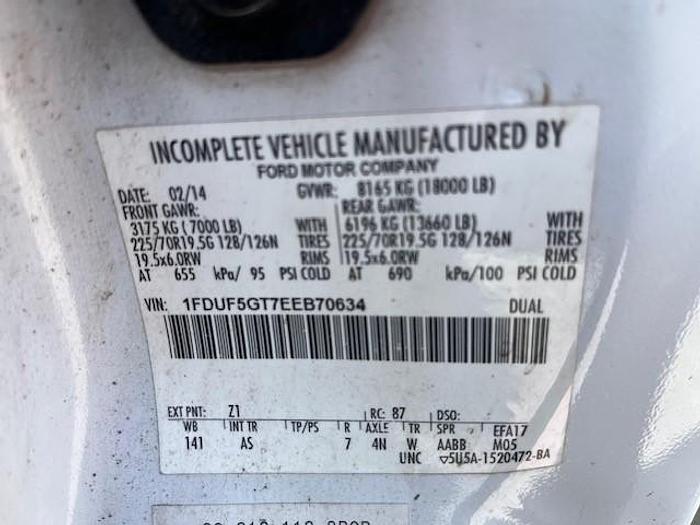 INCOMPLETE VEHICLE MANUFACTURED BY
FORD MOTOR COMPANY
DATE: 02/14 GVWR: 8165 KG (18000 LB)
FRONT GAWR: REAR GAWR:
3175 KG (7000 LB) WITH 6196 KG (13660 LB) WITH
225/70R19.5G 128/126N TIRES 225/70R19.5G 128/126N TIRES
19.5x6.0RW RIMS 19.5x6.0RW RIMS
AT 655 kPa/ 95 PSI COLD AT 690 kPa/100 PSI COLD
VIN: 1FDUF5GT7EEB70634 DUAL
EXT PNT: Z1 RC: 87 DSO:
WB INT TR TP/PS R AXLE TR SPR EFA17
141 AS 7 4N W AABB M05
UNC ▽5U5A-1520472-BA